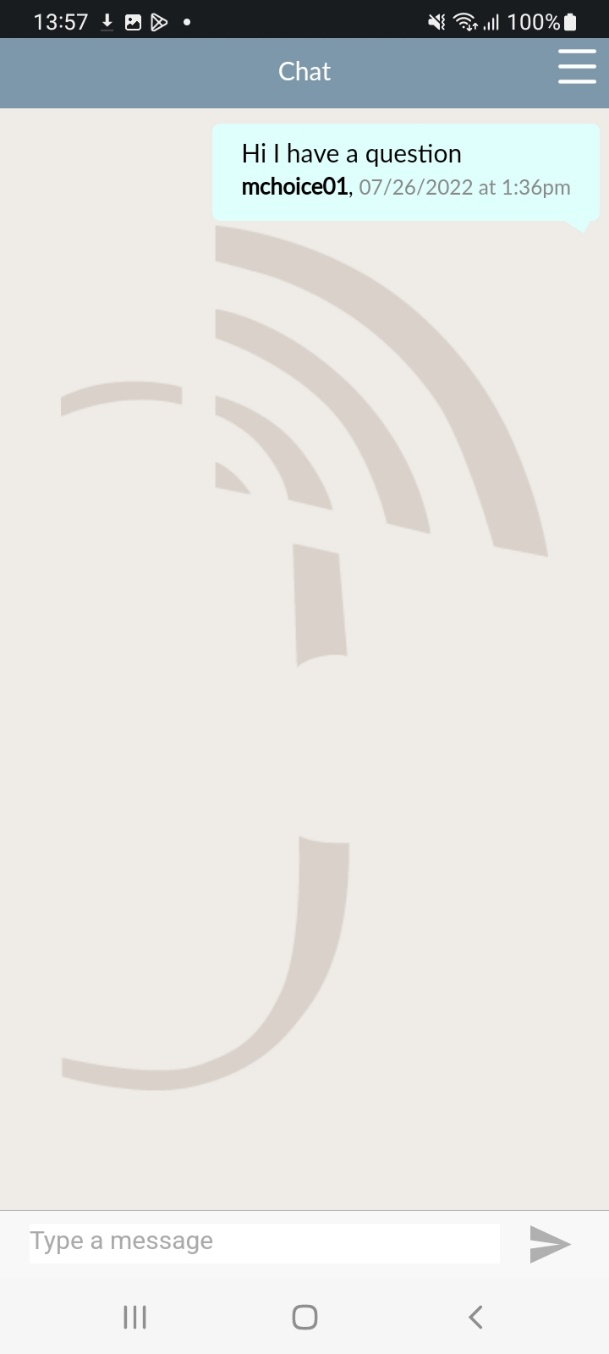 13:57 100%
Chat
Hi I have a question
mchoice01, 07/26/2022 at 1:36pm
Type a message